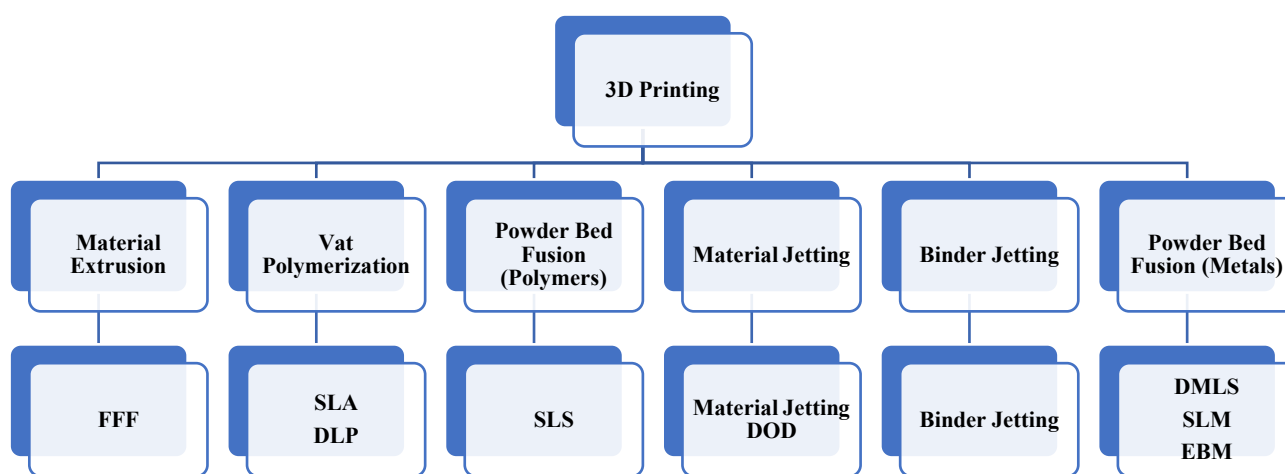 3D Printing
Material
Extrusion
Vat
Polymerization
Powder Bed
Fusion
(Polymers)
Material Jetting
Binder Jetting
Powder Bed
Fusion (Metals)
FFF
SLA
DLP
SLS
Material Jetting
DOD
Binder Jetting
DMLS
SLM
EBM